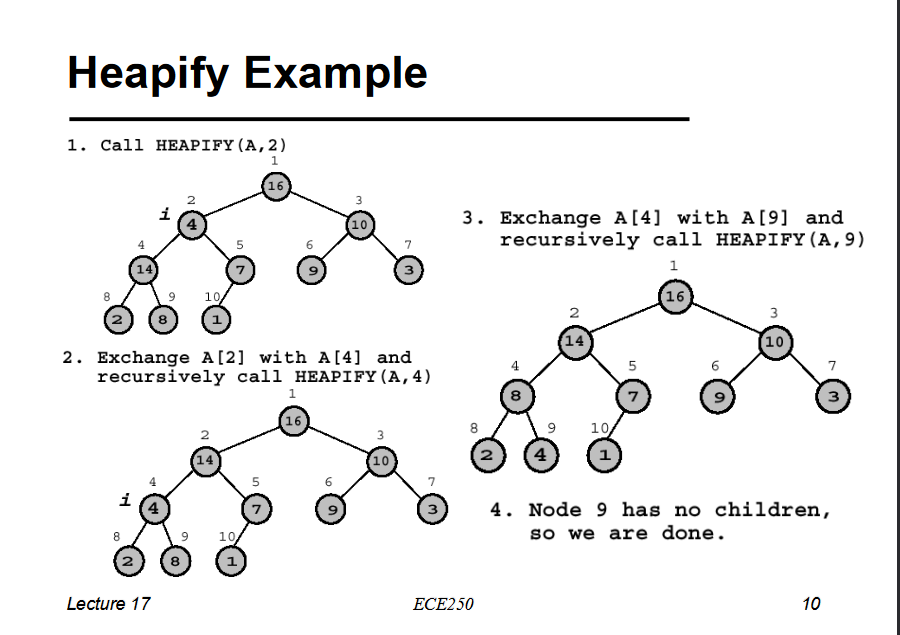 Heapify Example
1. Call HEAPIFY(A,2)
1
16
2 3
i 4 10
4 5 6 7
14 7 9 3
8 9 10
2 8 1
2. Exchange A[2] with A[4] and
recursively call HEAPIFY(A,4)
1
16
2 3
14 10
4 5 6 7
i 4 7 9 3
8 9 10
2 8 1
3. Exchange A[4] with A[9] and
recursively call HEAPIFY(A,9)
1
16
2 3
14 10
4 5 6 7
8 7 9 3
8 9 10
2 4 1
4. Node 9 has no children,
so we are done.
Lecture 17 ECE250 10